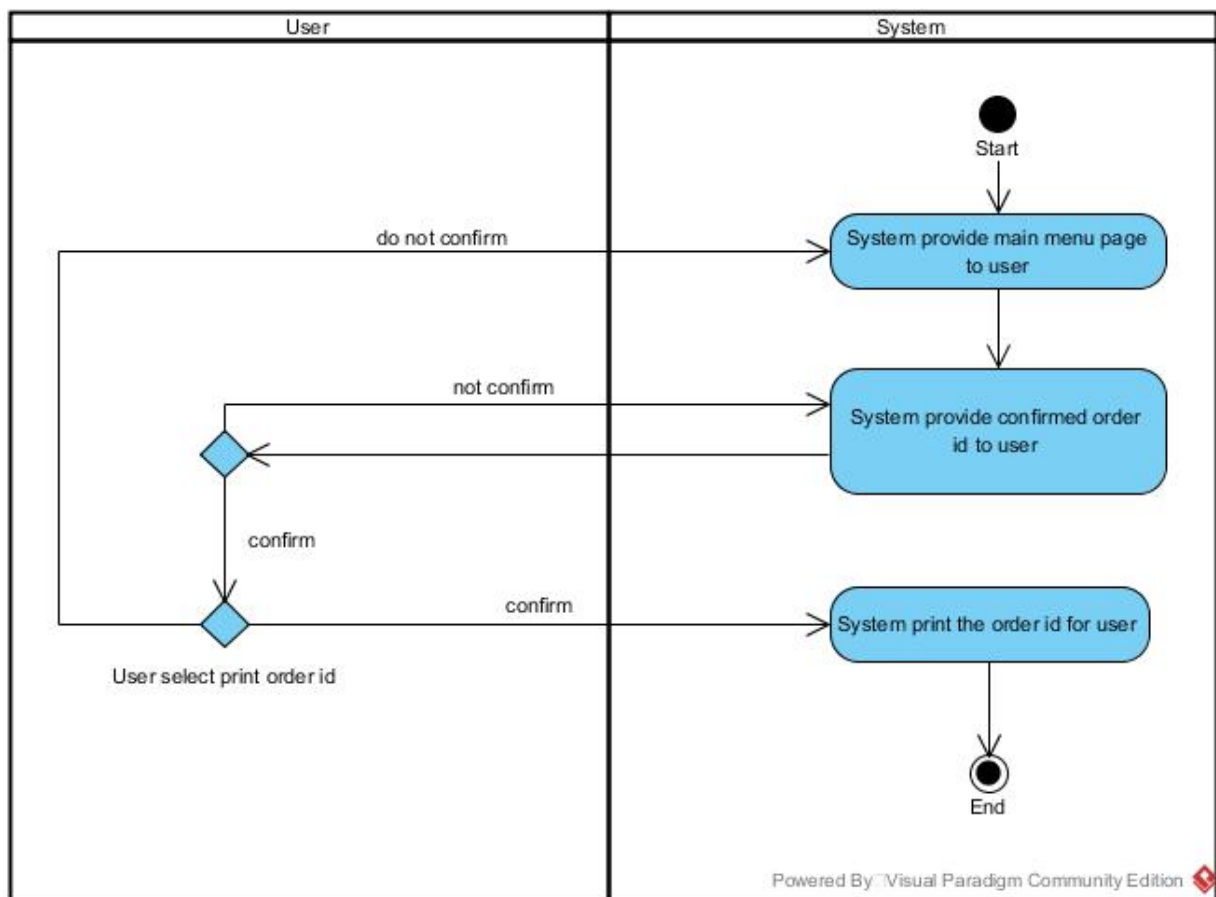 User
System
Start
do not confirm
System provide main menu page
to user
not confirm
System provide confirmed order
id to user
confirm
confirm
System print the order id for user
User select print order id
End
Powered By Visual Paradigm Community Edition